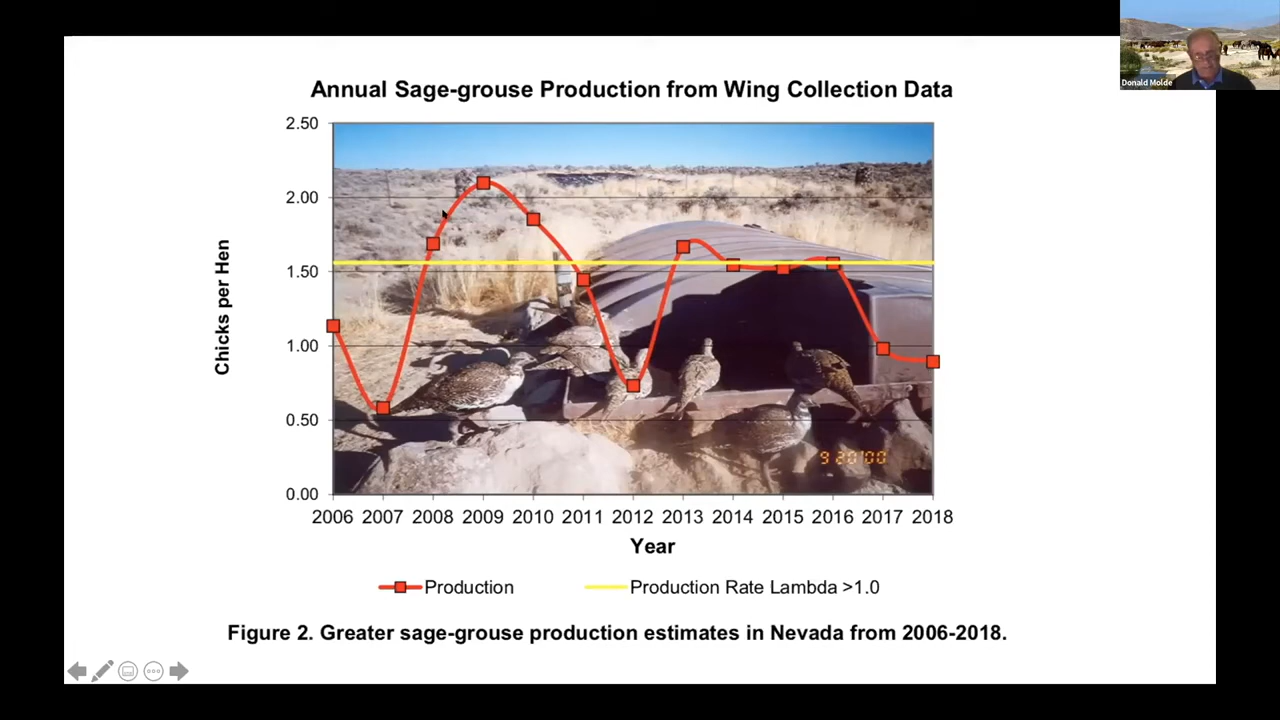 Donald Molde
Annual Sage-grouse Production from Wing Collection Data
2.50
2.00
1.50
1.00
0.50
0.00
Chicks per Hen
9 20'00
2006 2007 2008 2009 2010 2011 2012 2013 2014 2015 2016 2017 2018
Year
Production Production Rate Lambda >1.0
Figure 2. Greater sage-grouse production estimates in Nevada from 2006-2018.